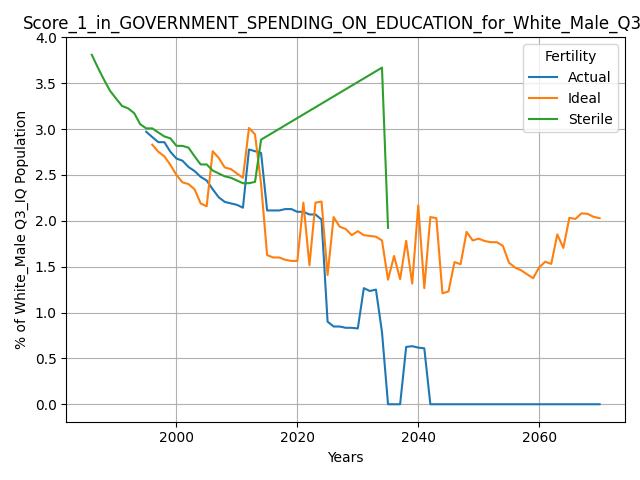 Score_1_in_GOVERNMENT_SPENDING_ON_EDUCATION_for_White_Male_Q3
4.0
3.5
3.0
2.5
2.0
1.5
1.0
0.5
0.0
% of White_Male Q3_IQ Population
Fertility
Actual
Ideal
Sterile
2000 2020 2040 2060
Years